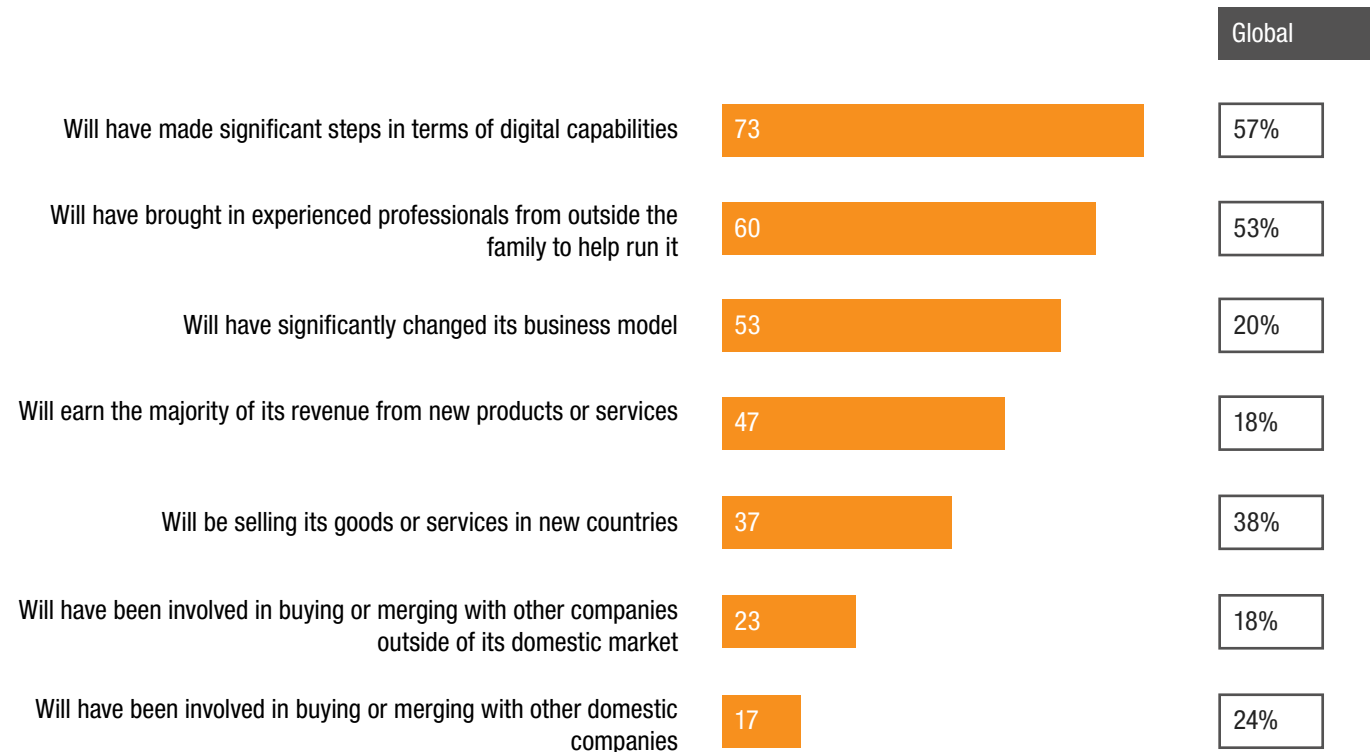 Global
Will have made significant steps in terms of digital capabilities
73
57%
Will have brought in experienced professionals from outside the
family to help run it
60
53%
Will have significantly changed its business model
53
20%
Will earn the majority of its revenue from new products or services
47
18%
Will be selling its goods or services in new countries
37
38%
Will have been involved in buying or merging with other companies
outside of its domestic market
23
18%
Will have been involved in buying or merging with other domestic
companies
17
24%